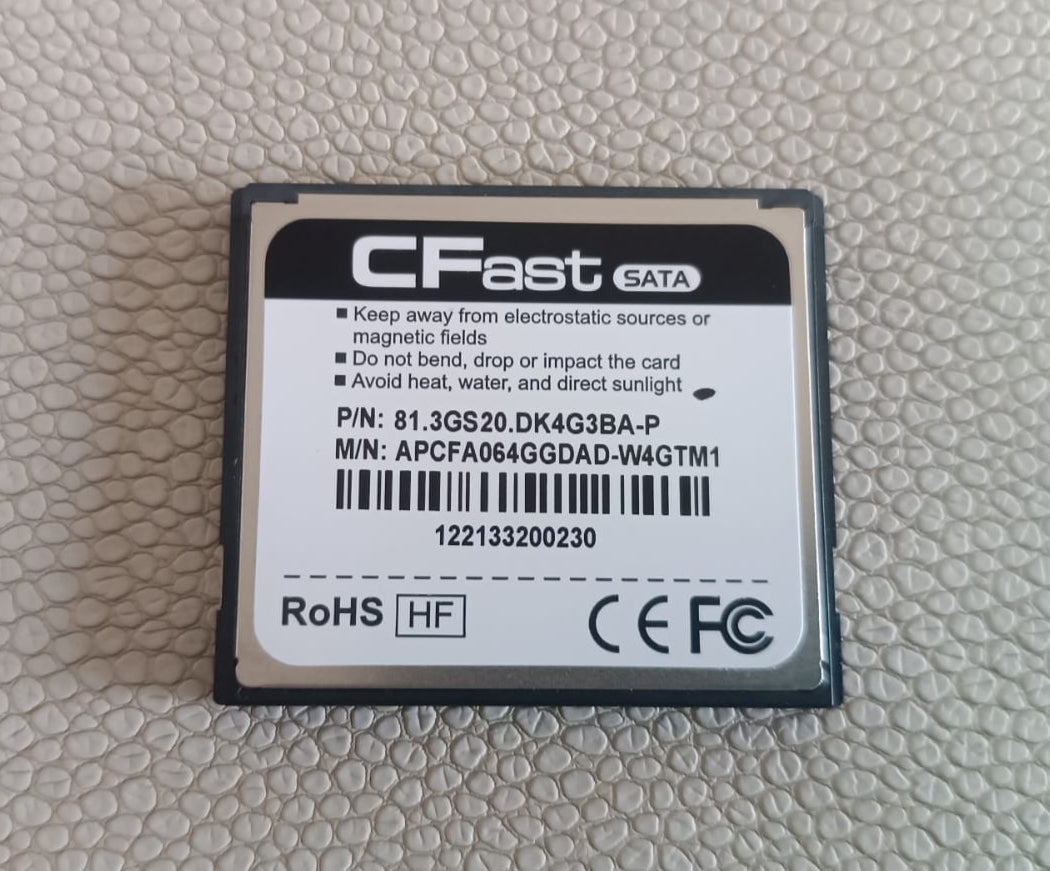 CFast SATA
■ Keep away from electrostatic sources or
magnetic fields
■ Do not bend, drop or impact the card
■ Avoid heat, water, and direct sunlight
P/N: 81.3GS20.DK4G3BA-P
M/N: APCFA064GGDAD-W4GTM1
122133200230
RoHS HF CE FC